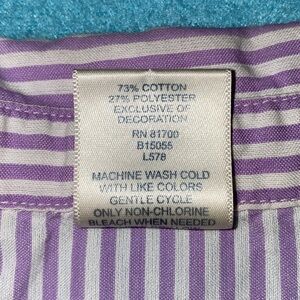 73% COTTON
27% POLYESTER
EXCLUSIVE OF
DECORATION
RN 81700
B15055
L578
MACHINE WASH COLD
WITH LIKE COLORS
GENTLE CYCLE
ONLY NON-CHLORINE
BLEACH WHEN NEEDED